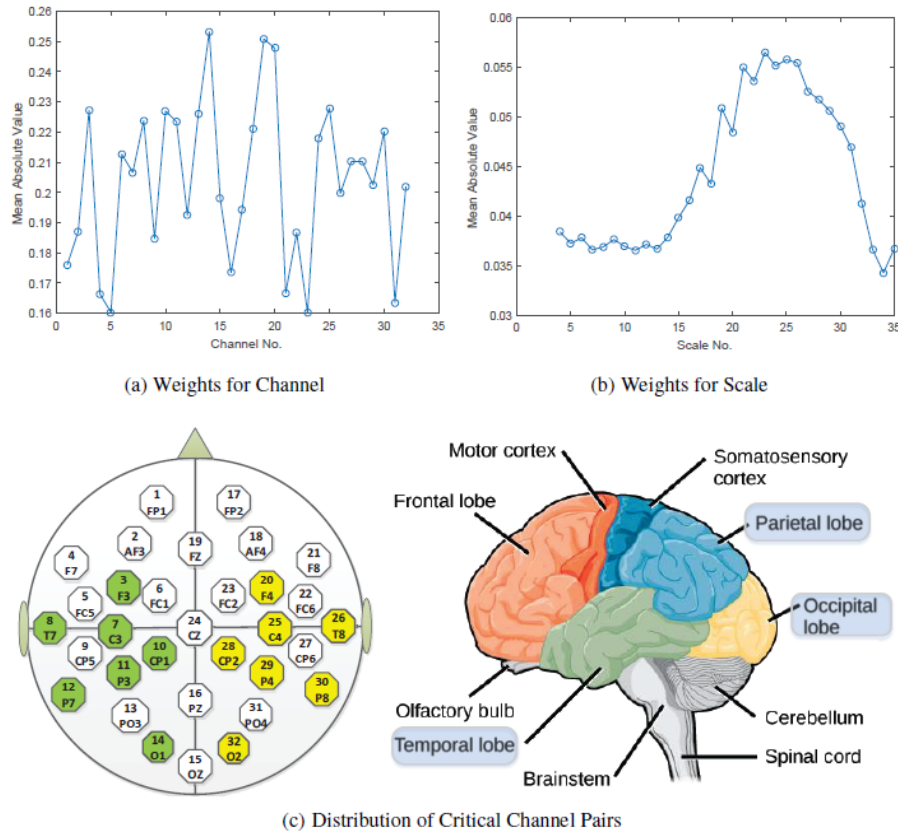 0.26
0.25
0.24
0.23
0.22
0.21
0.2
0.19
0.18
0.17
0.16
Mean Absolute Value
0 5 10 15 20 25 30 35
Channel No.
(a) Weights for Channel
0.06
0.055
0.05
0.045
0.04
0.035
0.03
Mean Absolute Value
0 5 10 15 20 25 30 35
Scale No.
(b) Weights for Scale
1
FP1
17
FP2
2
AF3
19
FZ
18
AF4
4
F7
21
F8
3
F3
20
F4
5
FC5
6
FC1
23
FC2
22
FC6
8
T7
7
C3
24
CZ
25
C4
26
T8
9
CP5
10
CP1
28
CP2
27
CP6
11
P3
29
P4
12
P7
16
PZ
30
P8
13
PO3
31
PO4
14
O1
15
OZ
32
O2
Motor cortex
Somatosensory
cortex
Frontal lobe
Parietal lobe
Occipital
lobe
Olfactory bulb
Temporal lobe
Brainstem
Cerebellum
Spinal cord
(c) Distribution of Critical Channel Pairs